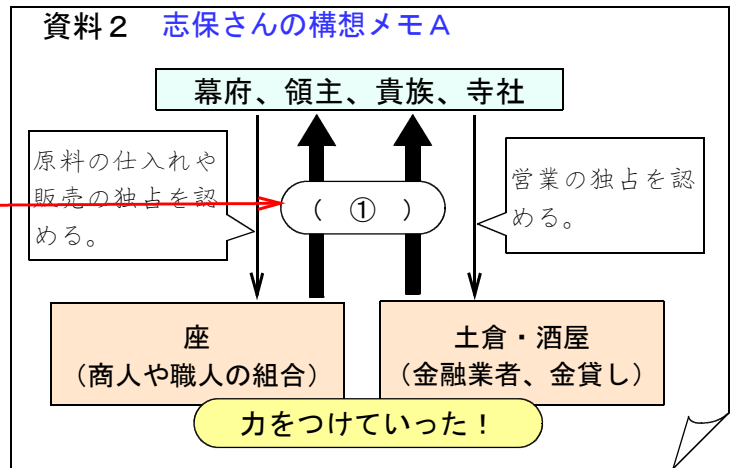 資料2 志保さんの構想メモA
幕府、領主、貴族、寺社
原料の仕入れや
販売の独占を認
める。
( ① )
営業の独占を認
める。
座
(商人や職人の組合)
土倉・酒屋
(金融業者、金貸し)
力をつけていった!